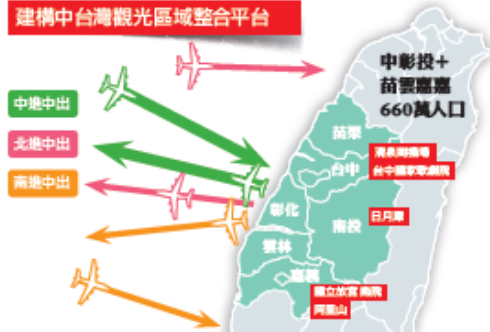 建構中台灣觀光區域整合平台
中彰投+
苗雲嘉嘉
660萬人口
中進中出
北進中出
南進中出
苗栗
台中
清泉崗機場
台中國家歌劇院
彰化
南投
日月潭
雲林
嘉義
國立故宮南院
阿里山